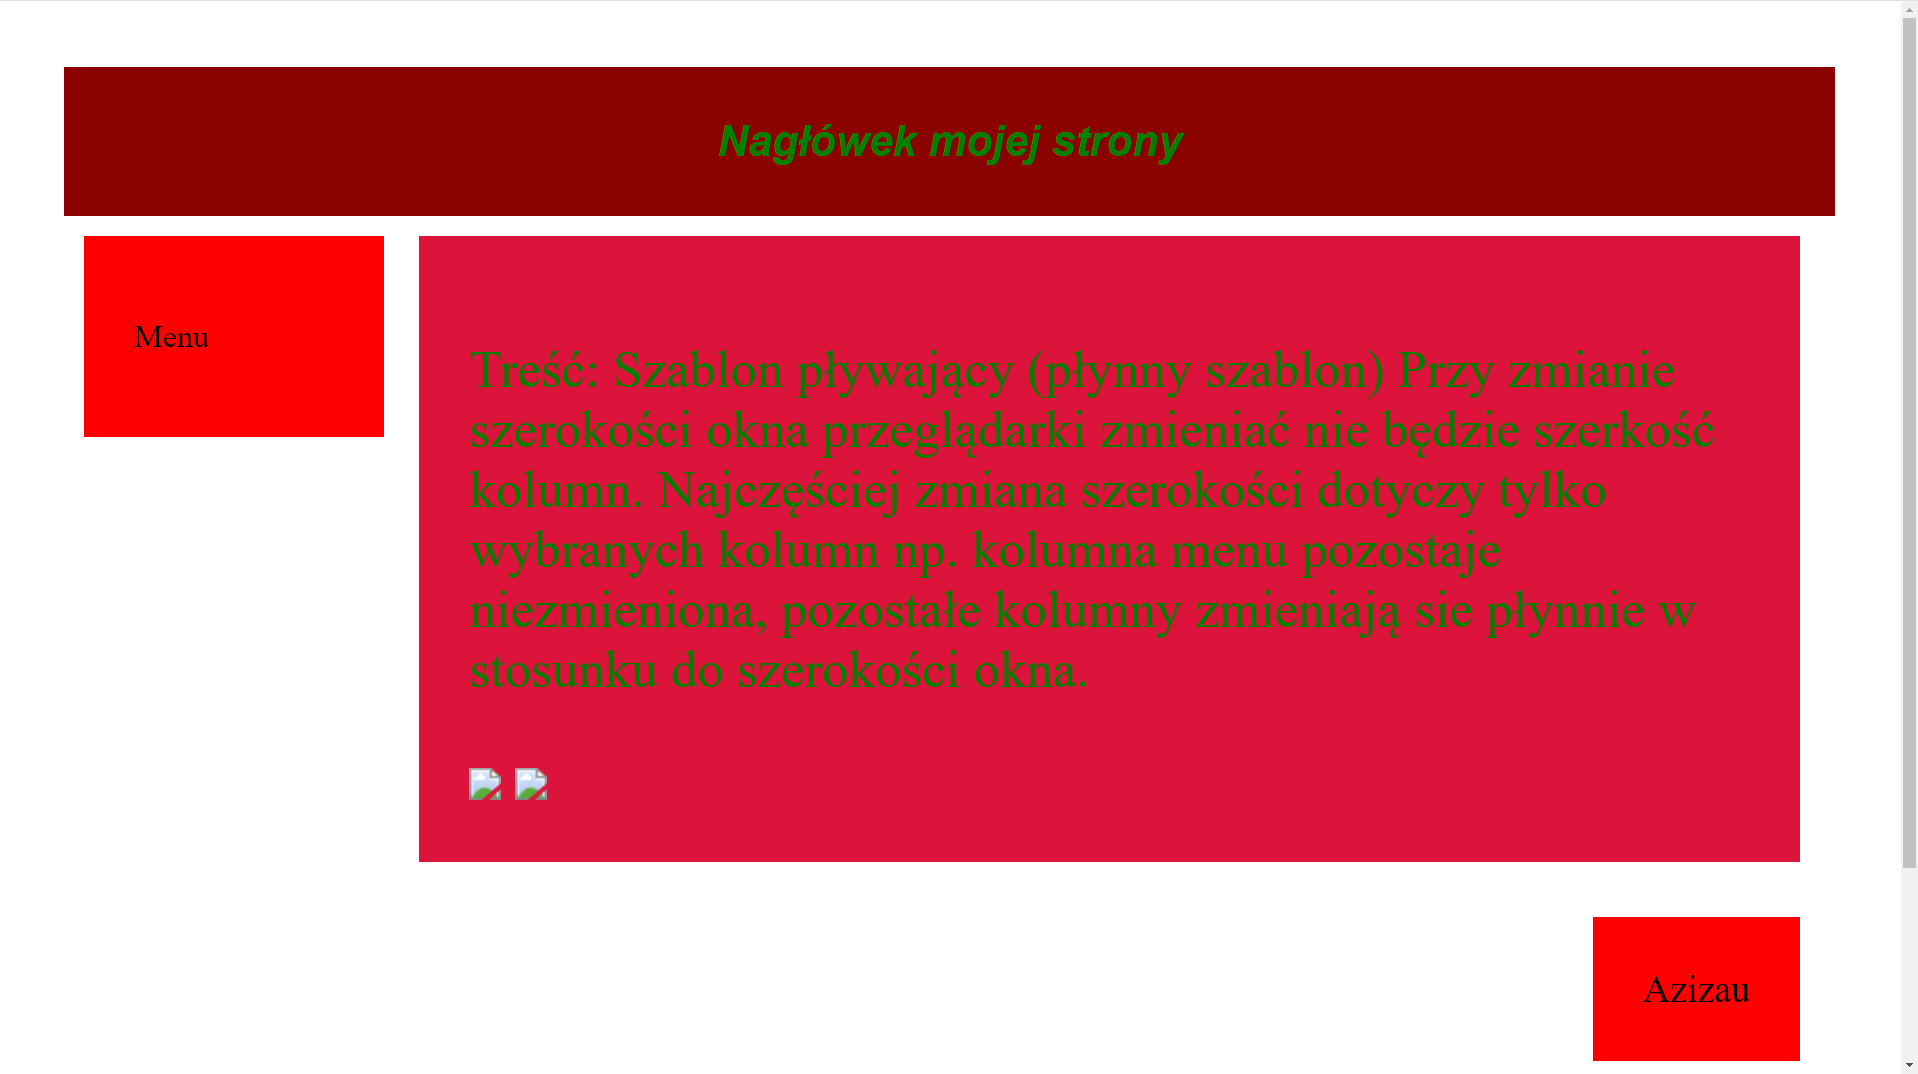 Nagłówek mojej strony
Menu
Treść: Szablon pływający (płynny szablon) Przy zmianie
szerokości okna przeglądarki zmieniać nie będzie szerkość
kolumn. Najczęściej zmiana szerokości dotyczy tylko
wybranych kolumn np. kolumna menu pozostaje
niezmieniona, pozostałe kolumny zmieniają sie płynnie w
stosunku do szerokości okna.
Azizau